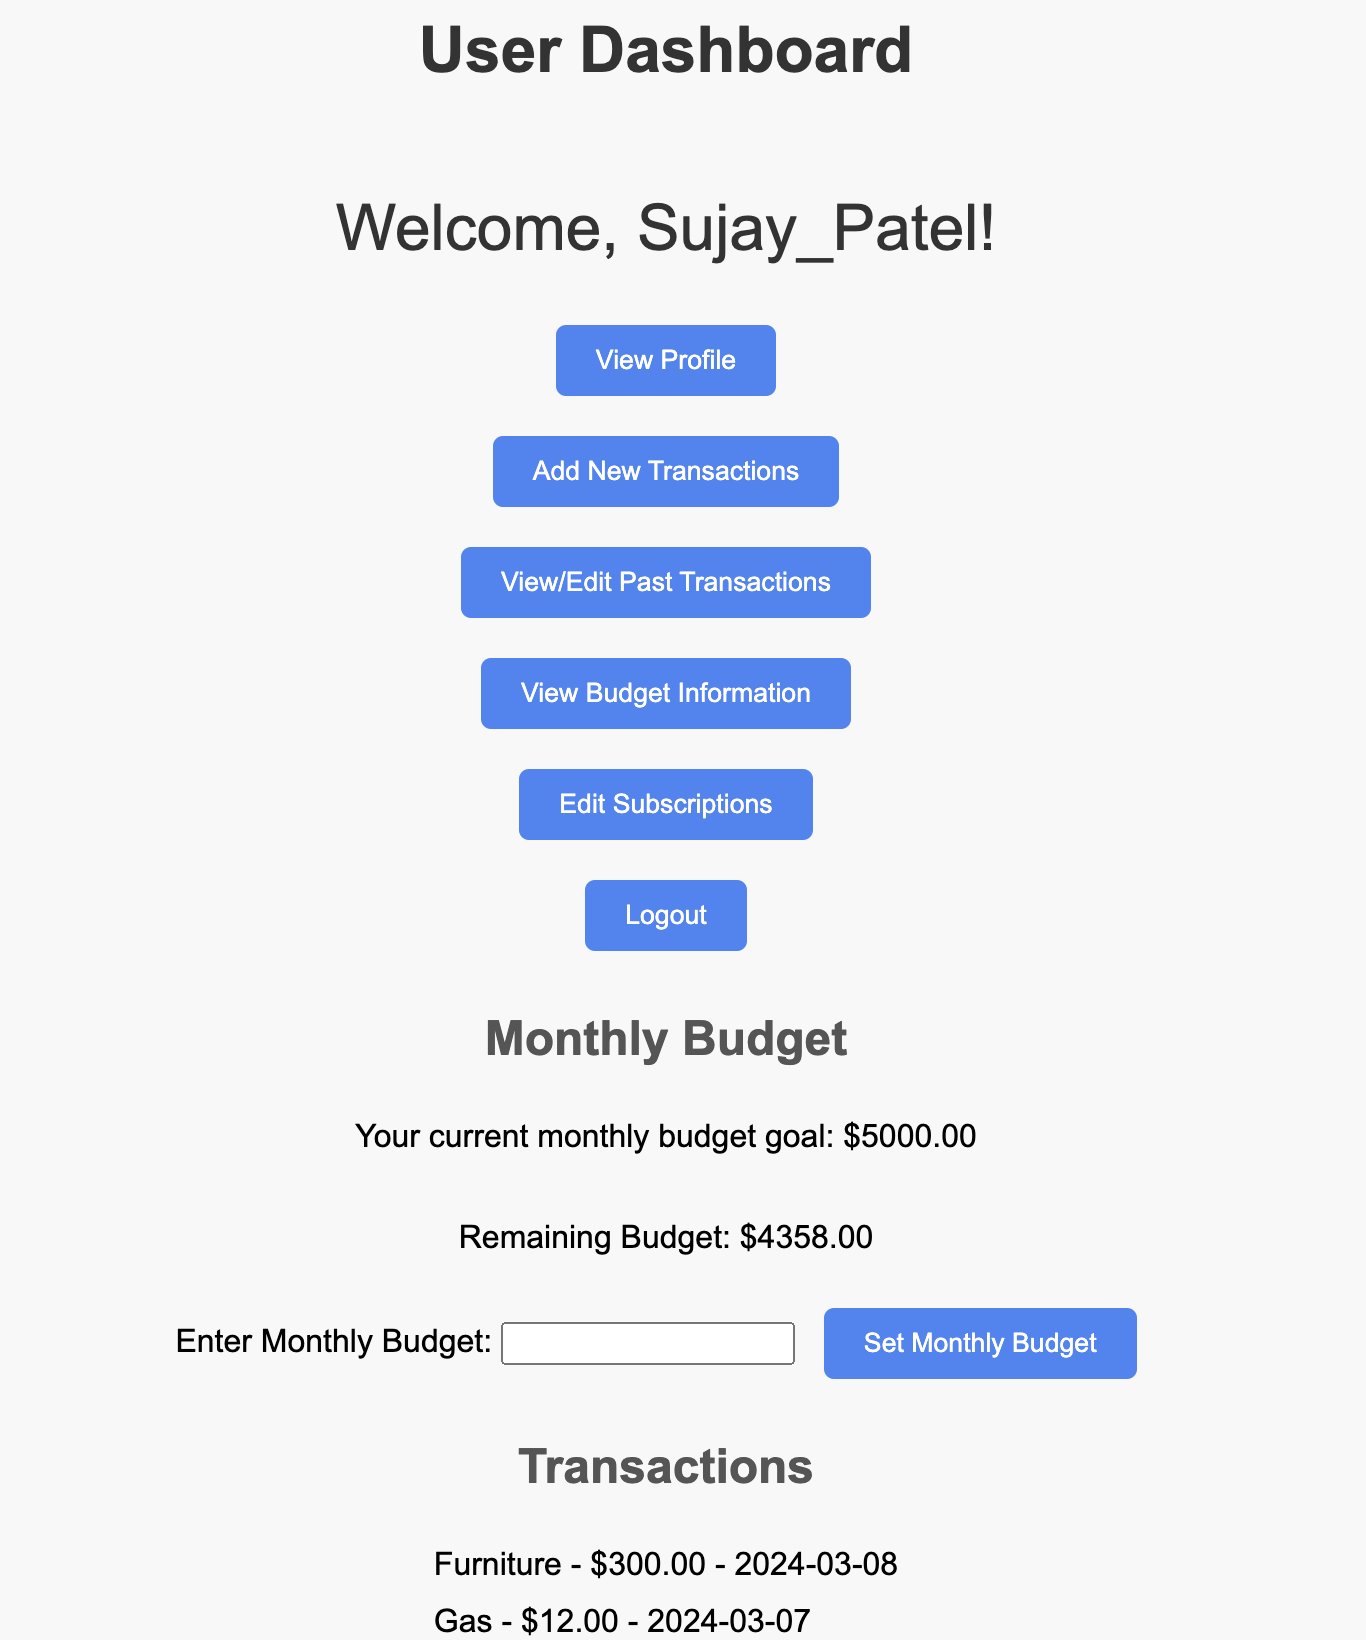 User Dashboard
Welcome, Sujay_Patel!
View Profile
Add New Transactions
View/Edit Past Transactions
View Budget Information
Edit Subscriptions
Logout
Monthly Budget
Your current monthly budget goal: $5000.00
Remaining Budget: $4358.00
Enter Monthly Budget: Set Monthly Budget
Transactions
Furniture - $300.00 - 2024-03-08
Gas - $12.00 - 2024-03-07